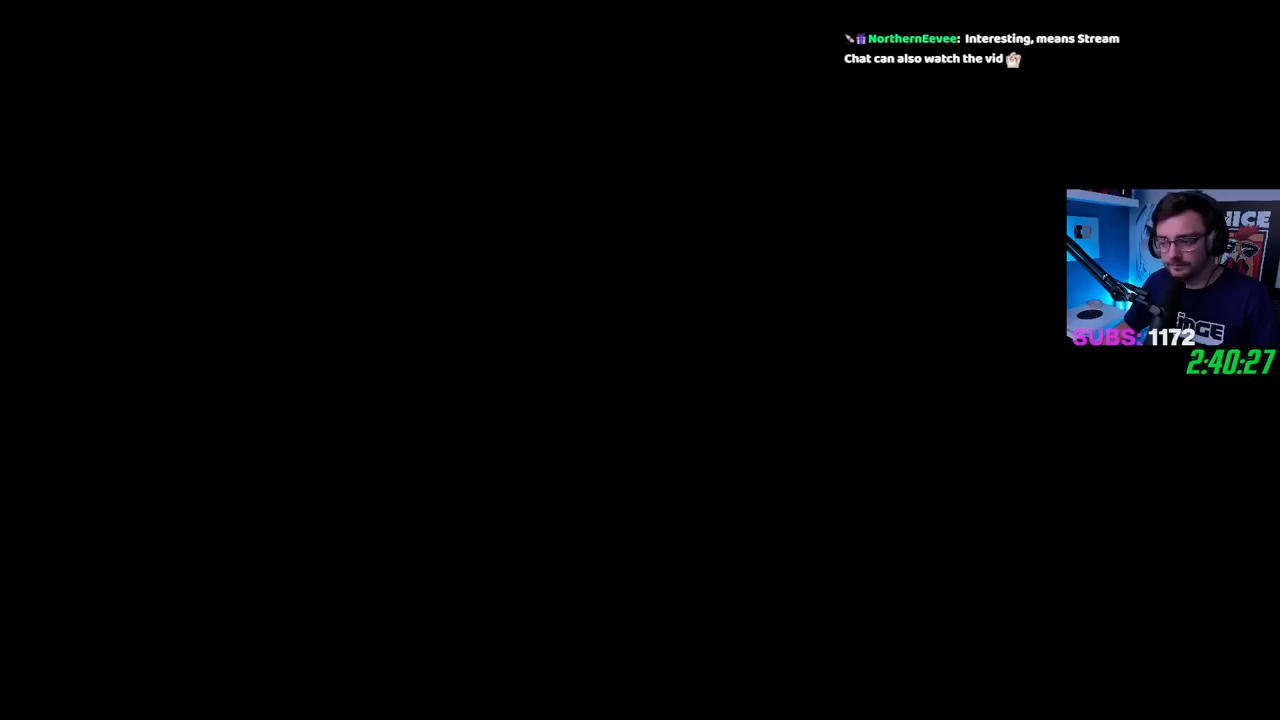 NorthernEevee: Interesting, means Stream
Chat can also watch the vid
SUBS: 1172
2:40:27